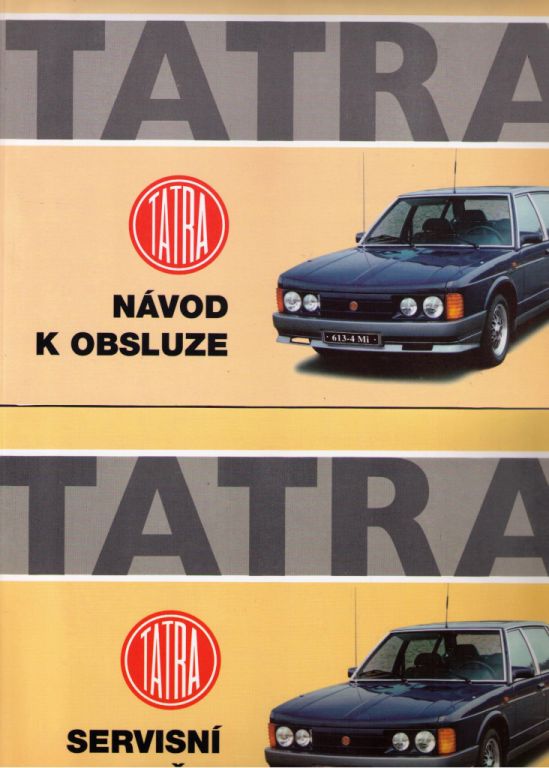 TATRA
TATRA
NÁVOD
K OBSLUZE
· 613-4 Mi ·
TATRA
TATRA
SERVISNÍ